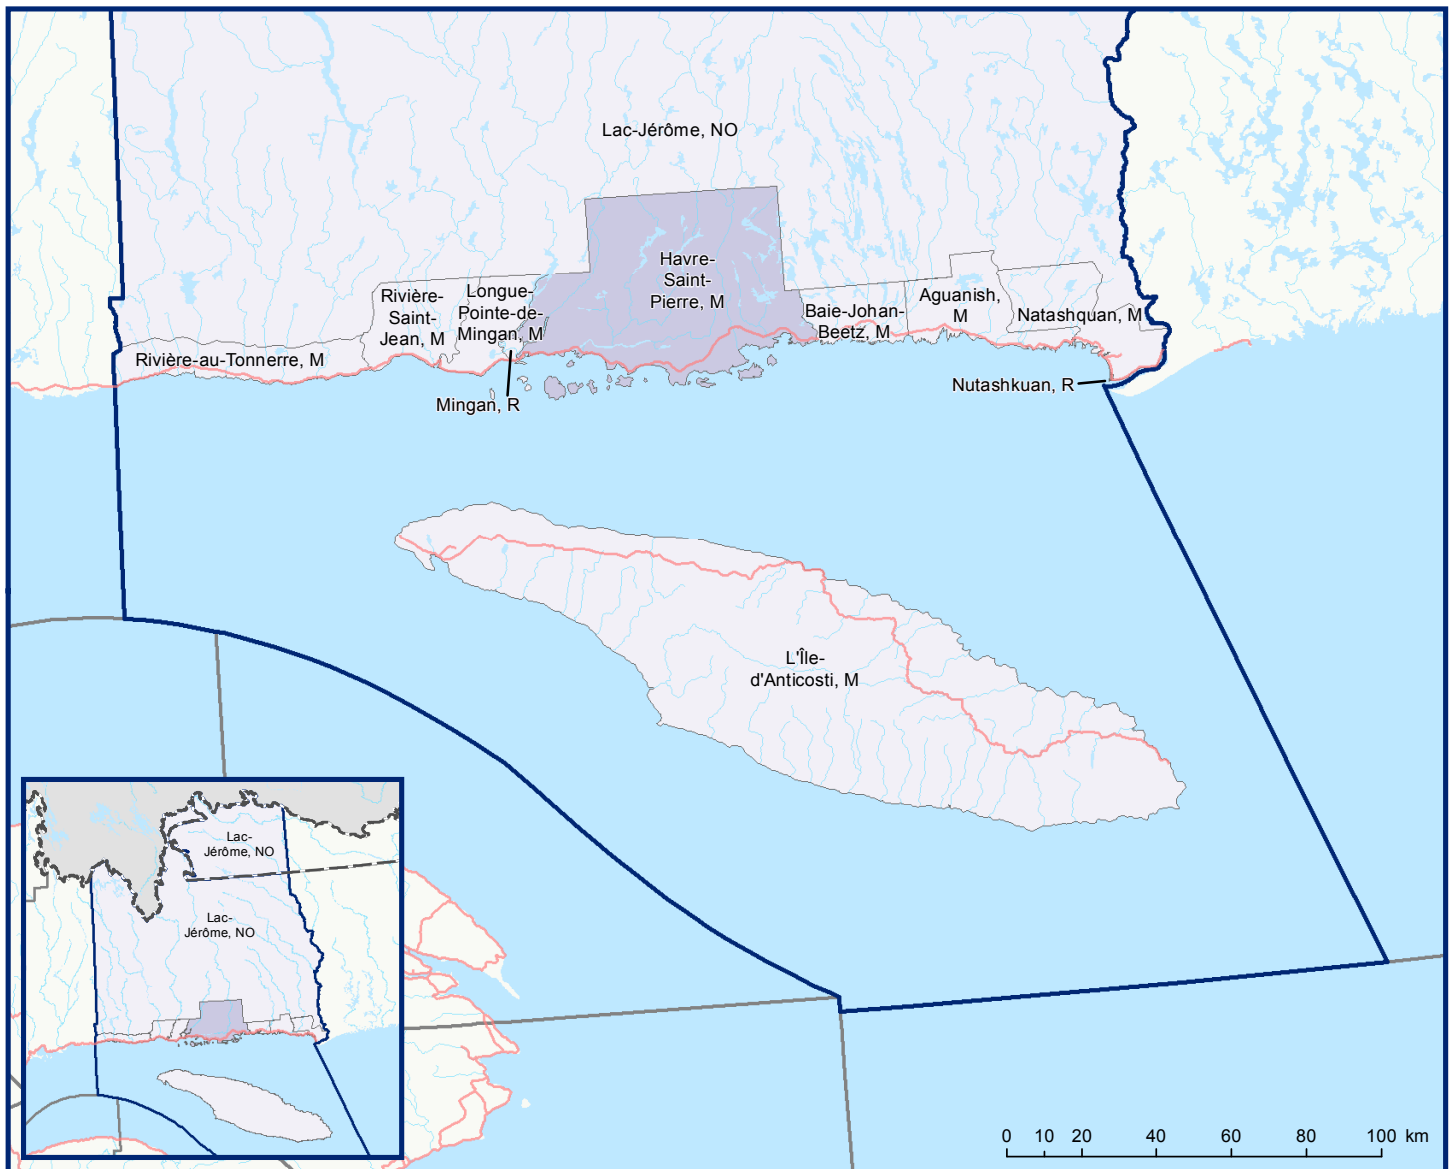 Lac-Jérôme, NO
Havre-
Saint-
Pierre, M
Rivière-
Saint-
Jean, M
Longue-
Pointe-de-
Mingan, M
Baie-Johan-
Beetz, M
Aguanish,
M
Natashquan, M
Rivière-au-Tonnerre, M
Mingan, R
Nutashkuan, R
L'Île-
d'Anticosti, M
Lac-
Jérôme, NO
Lac-
Jérôme, NO
0 10 20 40 60 80 100 km